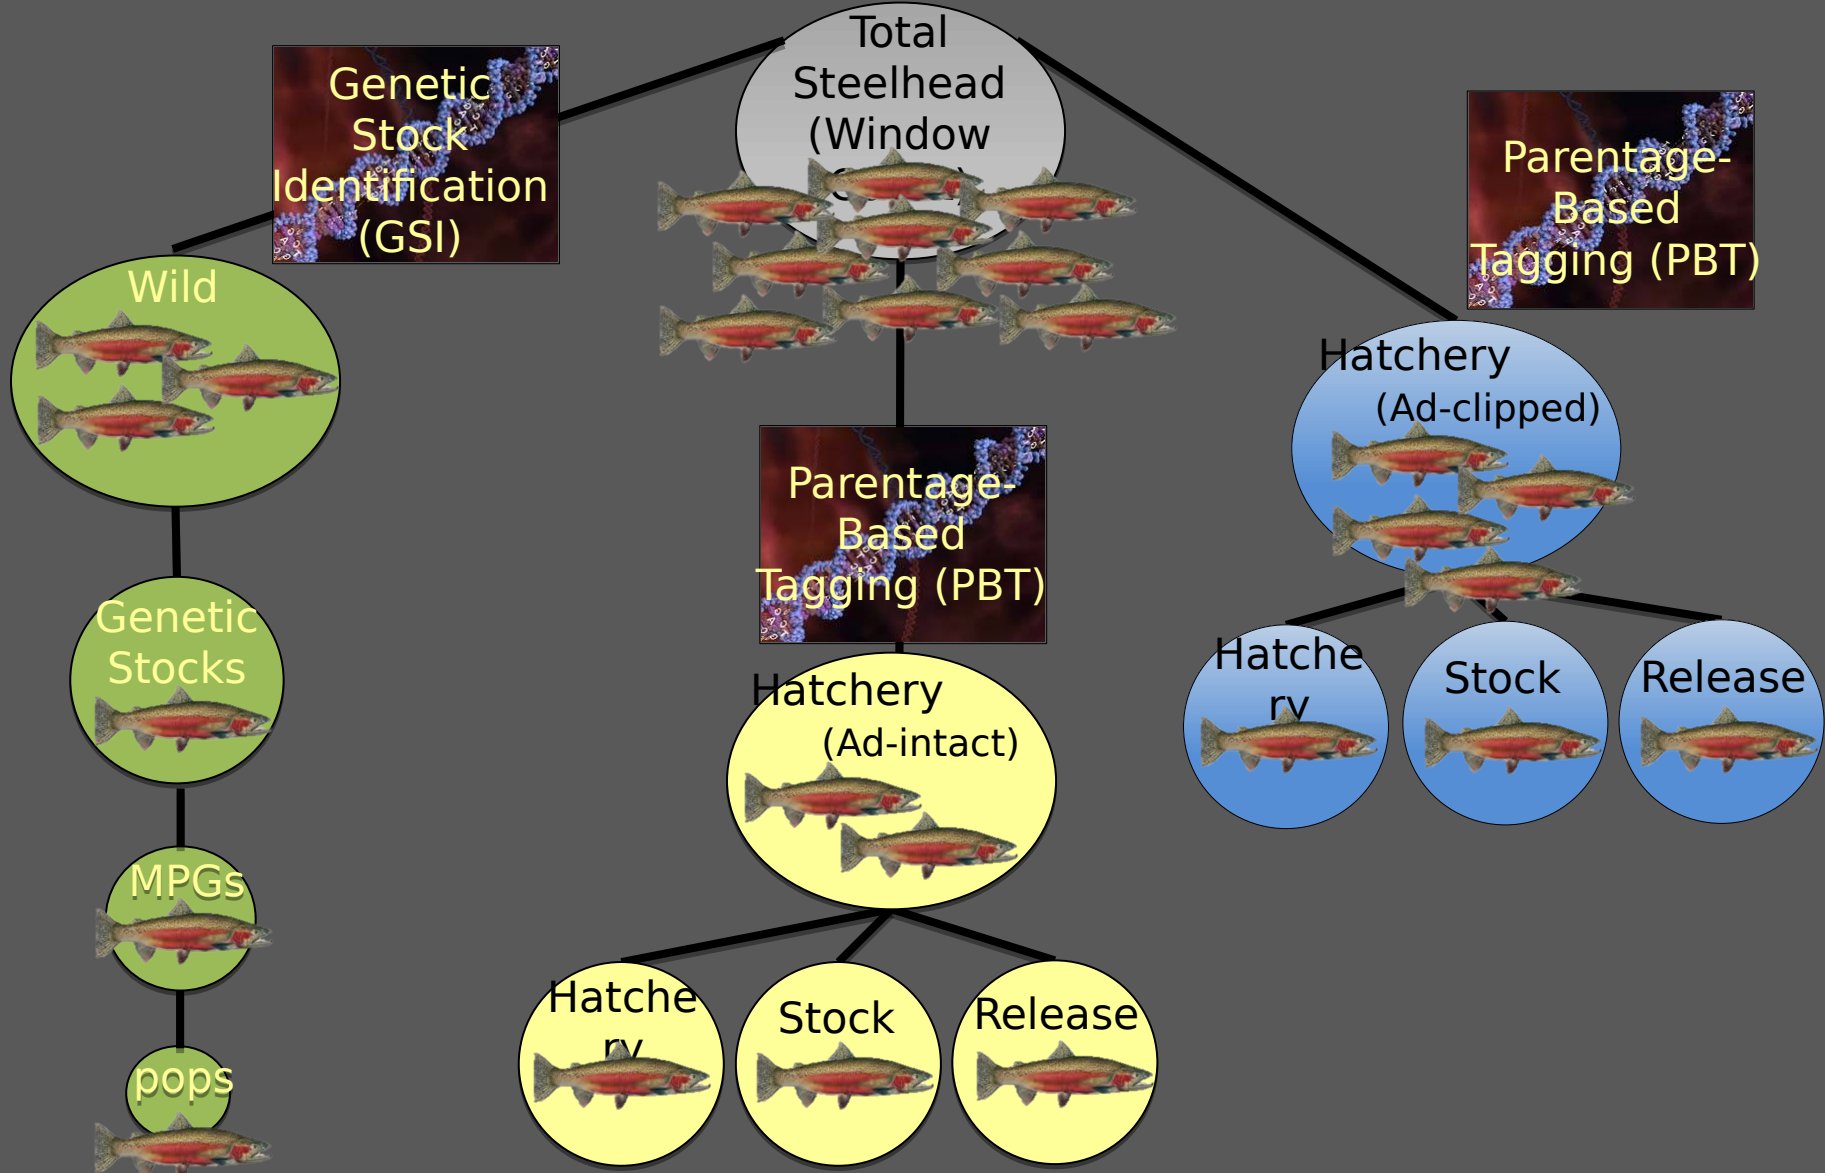 Total
Steelhead
(Window
Genetic
Stock
Identification
(GSI)
Parentage-
Based
Tagging (PBT)
Wild
Hatchery
(Ad-clipped)
Parentage-
Based
Tagging (PBT)
Genetic
Stocks
Hatche
ry
Stock
Release
Hatchery
(Ad-intact)
MPGs
Hatche
ry
Stock
Release
pops